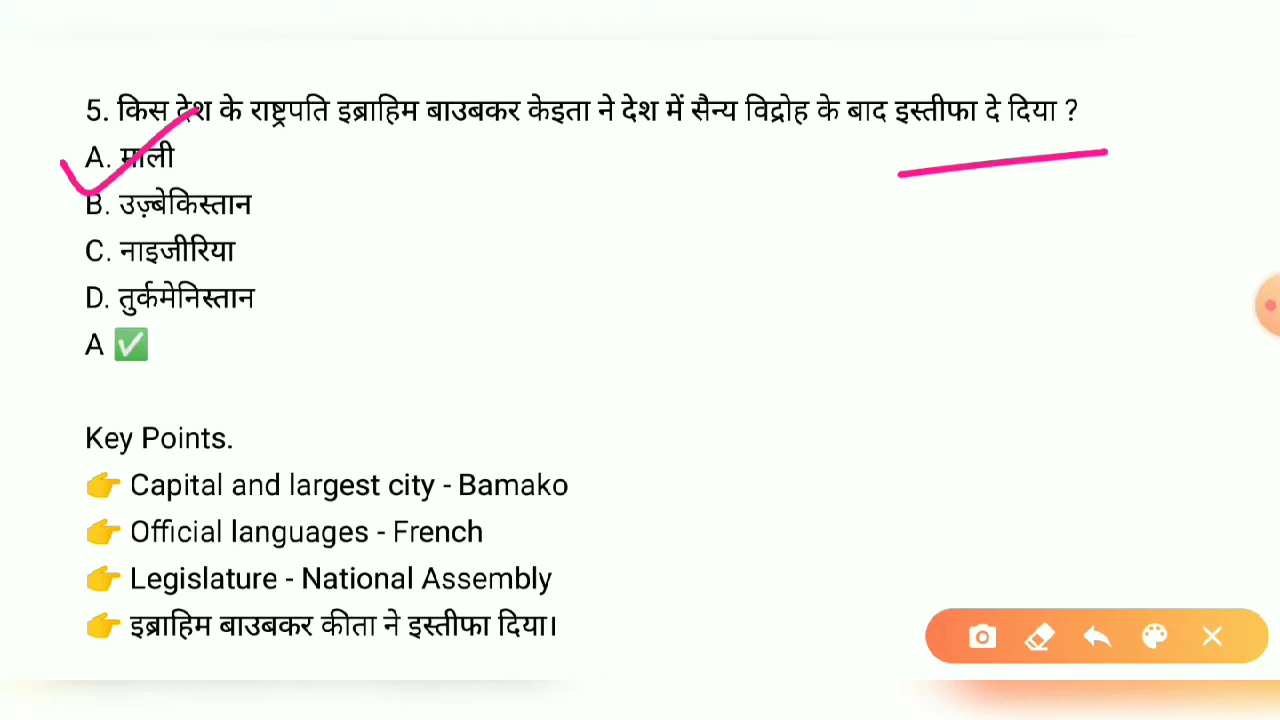 5. किस देश के राष्ट्रपति इब्राहिम बाउबकर केइता ने देश में सैन्य विद्रोह के बाद इस्तीफा दे दिया ?
A. माली
B. उज़्बेकिस्तान
C. नाइजीरिया
D. तुर्कमेनिस्तान
A ✅
Key Points.
👉 Capital and largest city - Bamako
👉 Official languages - French
👉 Legislature - National Assembly
👉 इब्राहिम बाउबकर कीता ने इस्तीफा दिया।